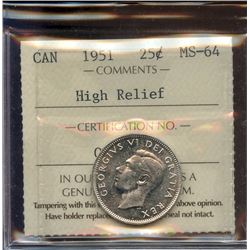 CAN 1951 25¢ MS-64
COMMENTS
High Relief
CERTIFICATION NO.
GEORGIVS VI DEI GRATIA REX
IN OU S A
GENU M.
Tampering with this above opinion.
Have holder repla seal not intact.